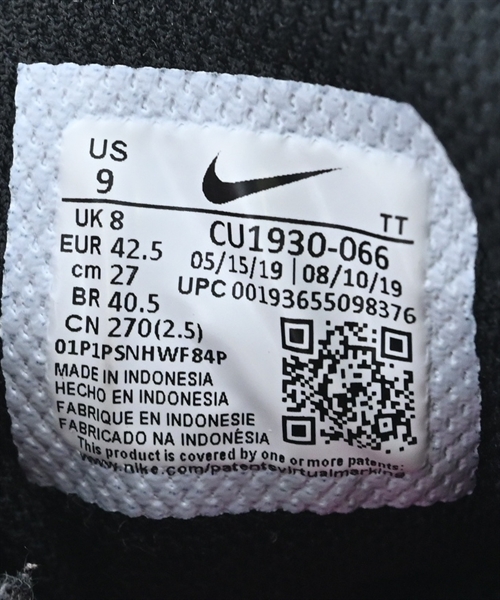 US
9
TT
UK 8
EUR 42.5
cm 27
BR 40.5
CN 270(2.5)
CU1930-066
05/15/19 | 08/10/19
UPC 00193655098376
01P1PSNHWF84P
MADE IN INDONESIA
HECHO EN INDONESIA
FABRIQUE EN INDONESIE
FABRICADO NA INDONÉSIA
This product is covered by one or more patents:
www.nike.com/patentsvirtualmarking